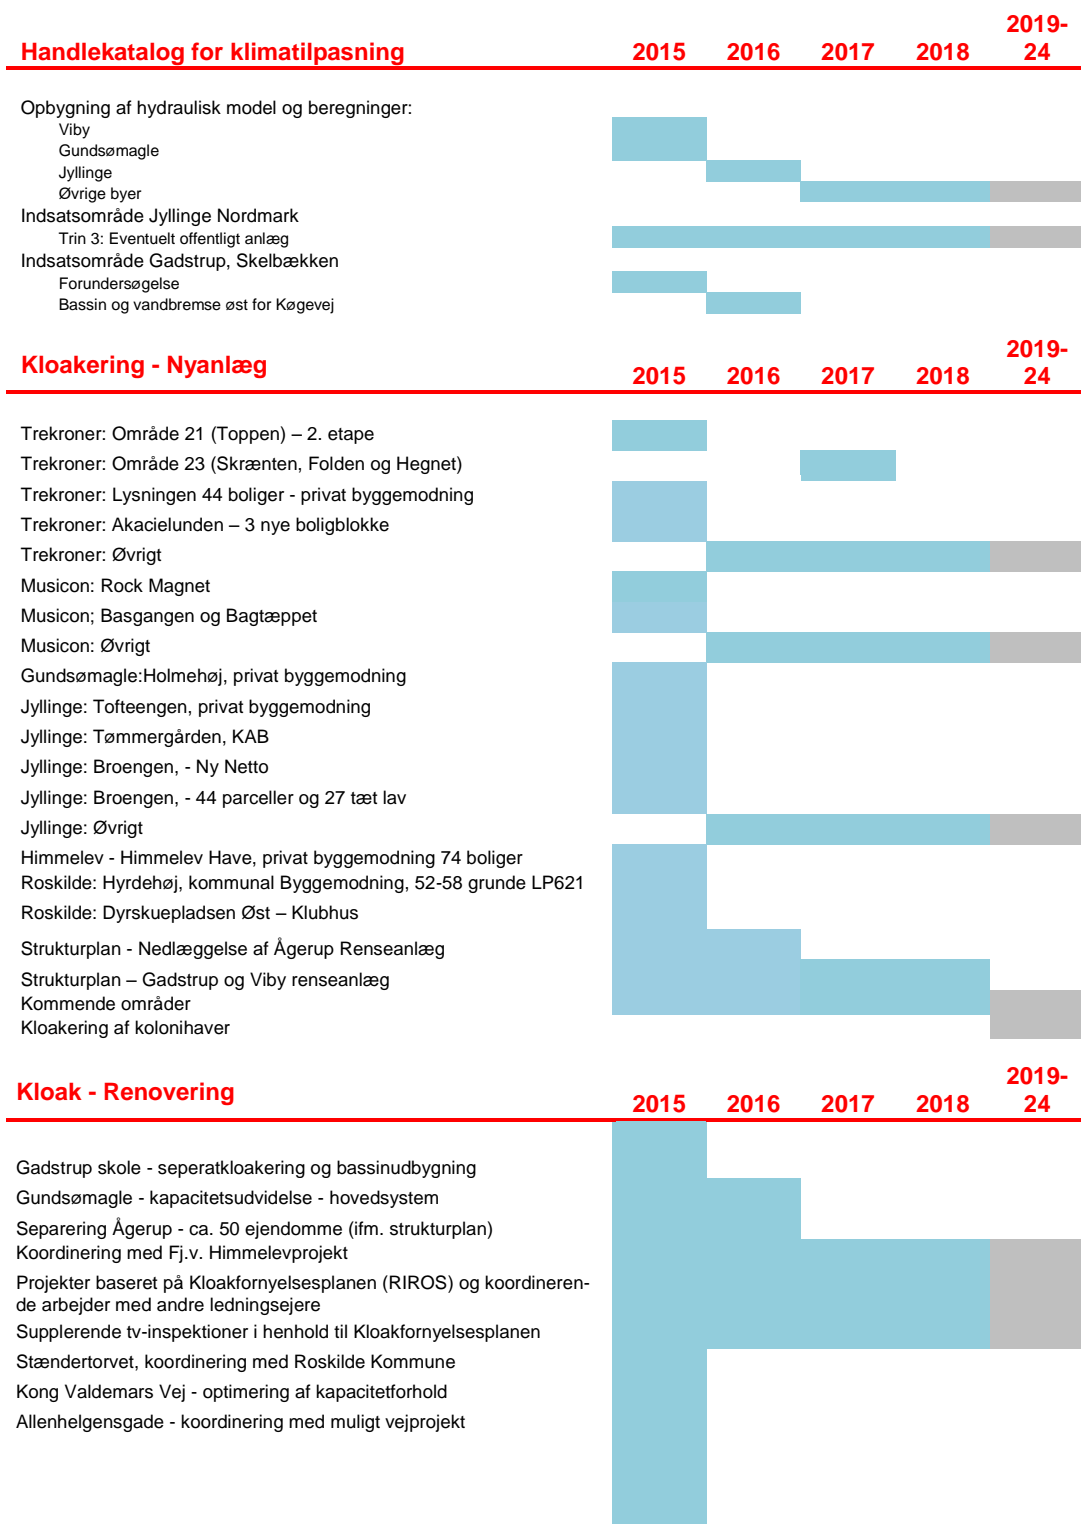 Handlekatalog for klimatilpasning 2015 2016 2017 2018 2019-
24
Opbygning af hydraulisk model og beregninger:
Viby
Gundsømagle
Jyllinge
Øvrige byer
Indsatsområde Jyllinge Nordmark
Trin 3: Eventuelt offentligt anlæg
Indsatsområde Gadstrup, Skelbækken
Forundersøgelse
Bassin og vandbremse øst for Køgevej
Kloakering - Nyanlæg 2015 2016 2017 2018 2019-
24
Trekroner: Område 21 (Toppen) – 2. etape
Trekroner: Område 23 (Skrænten, Folden og Hegnet)
Trekroner: Lysningen 44 boliger - privat byggemodning
Trekroner: Akacielunden – 3 nye boligblokke
Trekroner: Øvrigt
Musicon: Rock Magnet
Musicon; Basgangen og Bagtæppet
Musicon: Øvrigt
Gundsømagle:Holmehøj, privat byggemodning
Jyllinge: Tofteengen, privat byggemodning
Jyllinge: Tømmergården, KAB
Jyllinge: Broengen, - Ny Netto
Jyllinge: Broengen, - 44 parceller og 27 tæt lav
Jyllinge: Øvrigt
Himmelev - Himmelev Have, privat byggemodning 74 boliger
Roskilde: Hyrdehøj, kommunal Byggemodning, 52-58 grunde LP621
Roskilde: Dyrskuepladsen Øst – Klubhus
Strukturplan - Nedlæggelse af Ågerup Renseanlæg
Strukturplan – Gadstrup og Viby renseanlæg
Kommende områder
Kloakering af kolonihaver
Kloak - Renovering 2015 2016 2017 2018 2019-
24
Gadstrup skole - seperatkloakering og bassinudbygning
Gundsømagle - kapacitetsudvidelse - hovedsystem
Separering Ågerup - ca. 50 ejendomme (ifm. strukturplan)
Koordinering med Fj.v. Himmelevprojekt
Projekter baseret på Kloakfornyelsesplanen (RIROS) og koordineren-
de arbejder med andre ledningsejere
Supplerende tv-inspektioner i henhold til Kloakfornyelsesplanen
Stændertorvet, koordinering med Roskilde Kommune
Kong Valdemars Vej - optimering af kapacitetforhold
Allenhelgensgade - koordinering med muligt vejprojekt